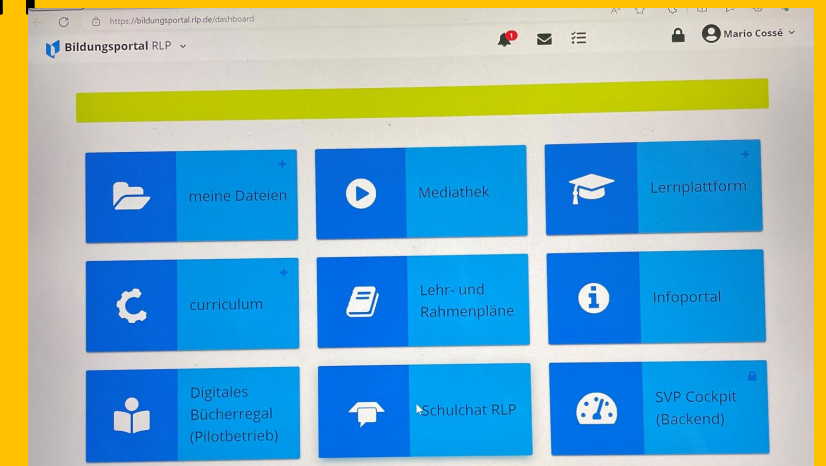 https://bildungsportal.rlp.de/dashboard
Bildungsportal RLP
1
Mario Cossé
meine Dateien
Mediathek
Lernplattform
curriculum
Lehr- und
Rahmenpläne
Infoportal
Digitales
Bücherregal
(Pilotbetrieb)
Schulchat RLP
SVP Cockpit
(Backend)